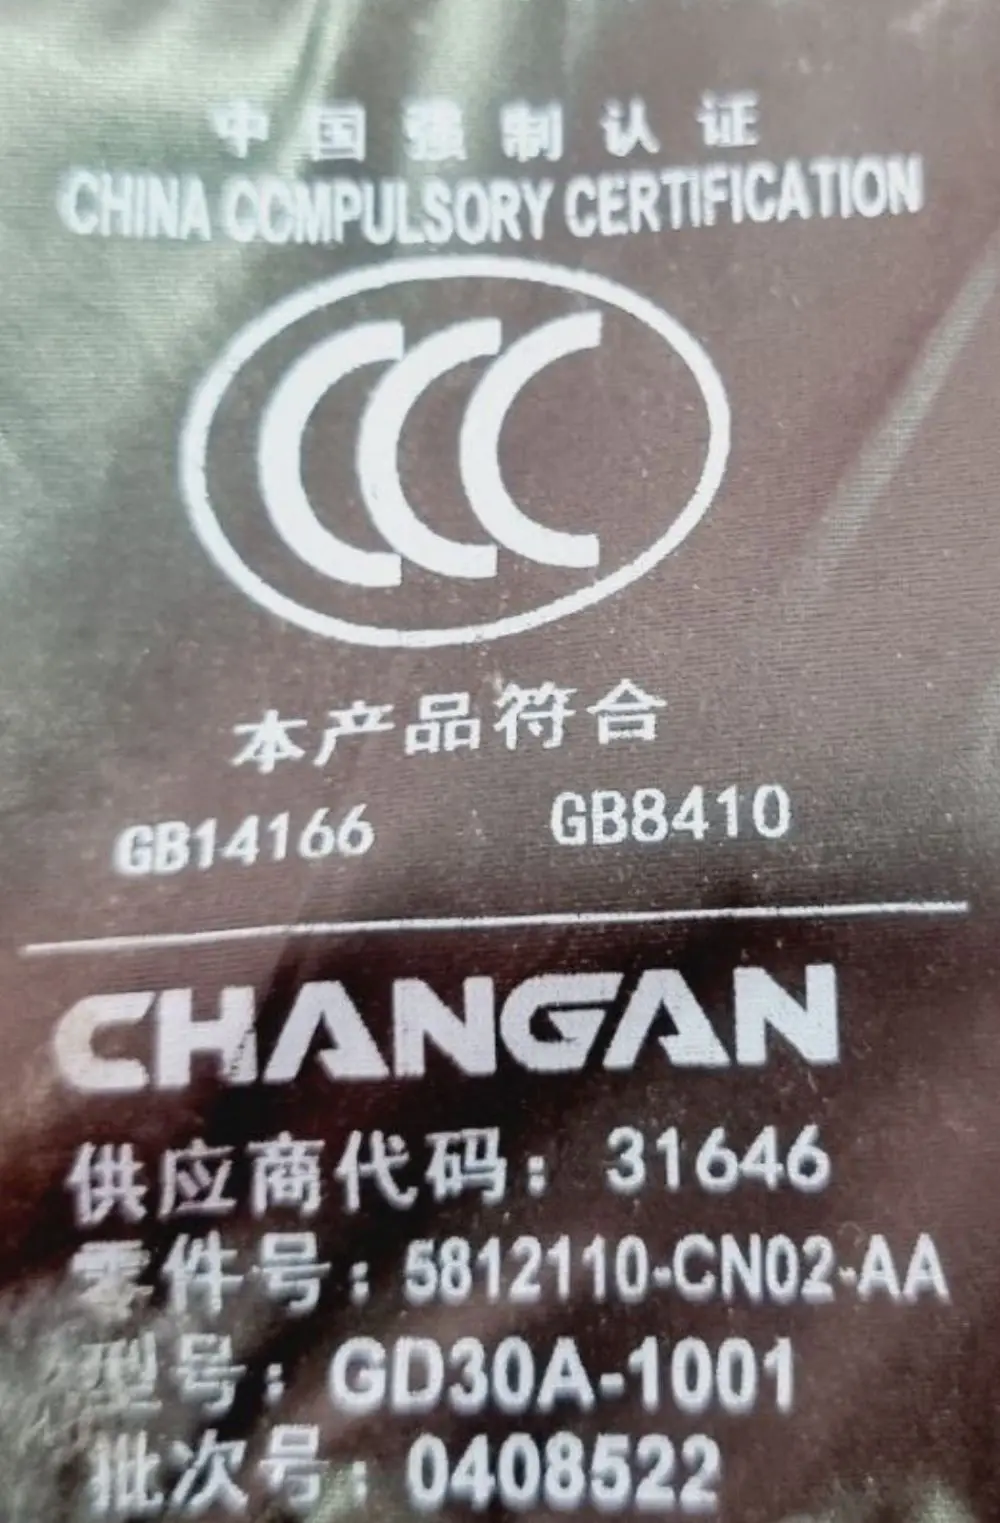 中国强制认证
CHINA COMPULSORY CERTIFICATION
CCC
本产品符合
GB14166 GB8410
CHANGAN
供应商代码：31646
零件号：5812110-CN02-AA
型号：GD30A-1001
批次号：0408522